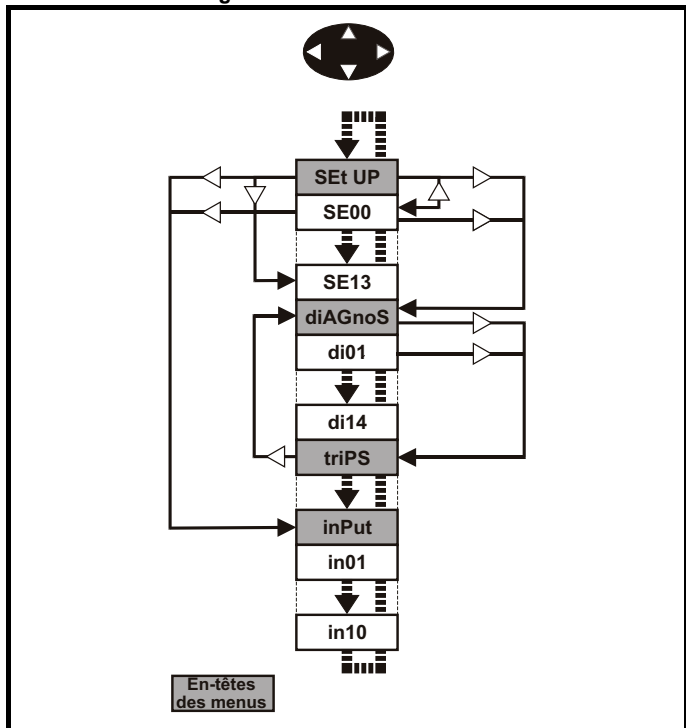 SEt UP
SE00
SE13
diAGnoS
di01
di14
triPS
inPut
in01
in10
En-têtes
des menus